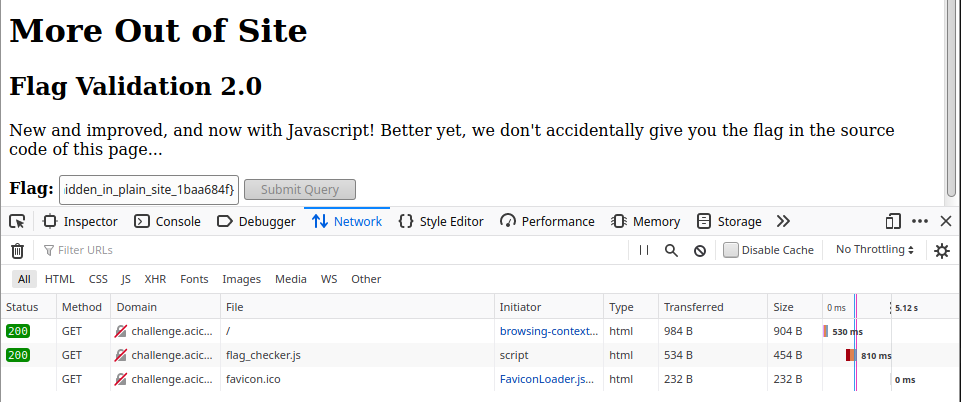 More Out of Site
Flag Validation 2.0
New and improved, and now with Javascript! Better yet, we don't accidentally give you the flag in the source
code of this page...
Flag: idden_in_plain_site_1baa684f} Submit Query
Inspector Console Debugger Network Style Editor Performance Memory Storage
Filter URLs Disable Cache No Throttling
All HTML CSS JS XHR Fonts Images Media WS Other
Status Method Domain File Initiator Type Transferred Size 0 ms 5.12 s
200 GET challenge.acic... / browsing-context... html 984 B 904 B 530 ms
200 GET challenge.acic... flag_checker.js script html 534 B 454 B 810 ms
GET challenge.acic... favicon.ico FaviconLoader.js... html 232 B 232 B 0 ms